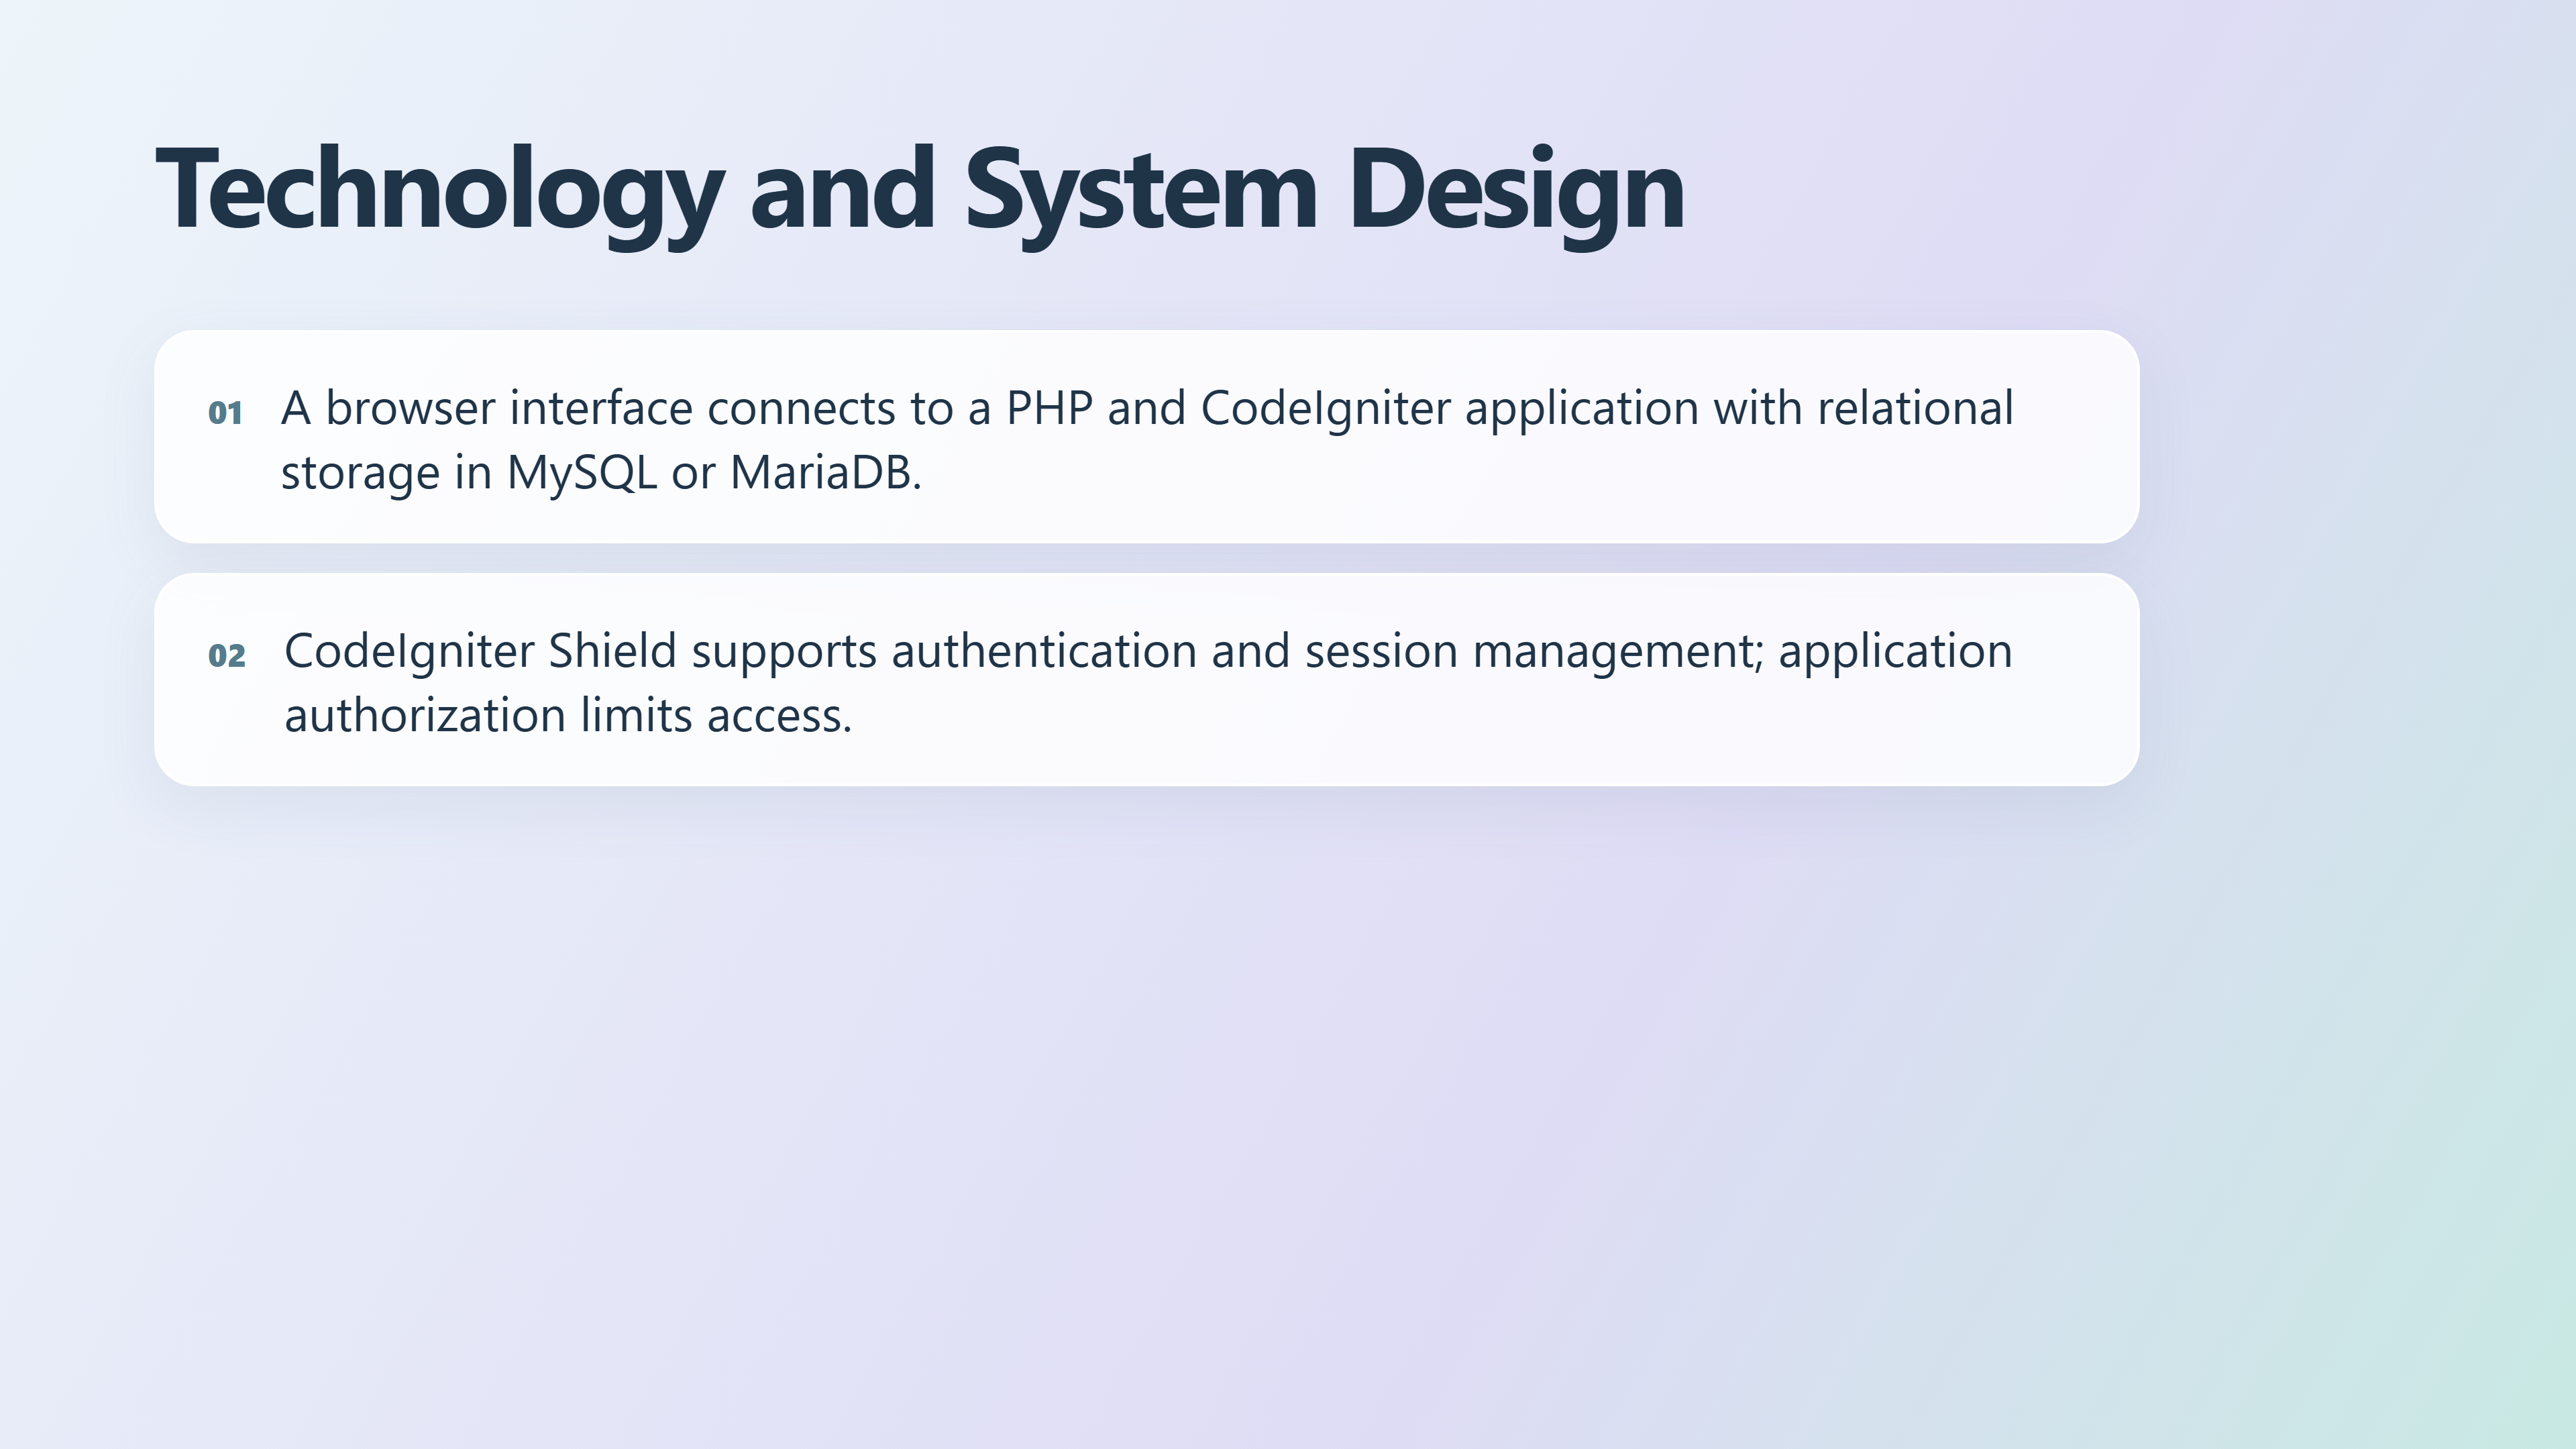 Technology and System Design
01 A browser interface connects to a PHP and CodeIgniter application with relational
storage in MySQL or MariaDB.
02 CodeIgniter Shield supports authentication and session management; application
authorization limits access.